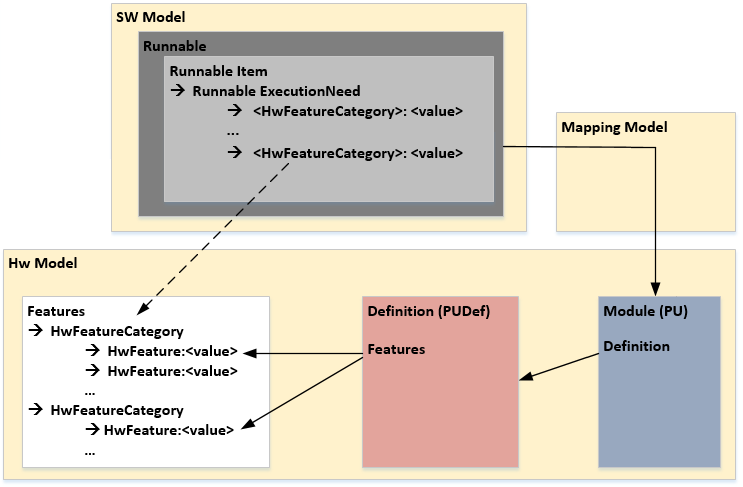 SW Model
Runnable
Runnable Item
→ Runnable ExecutionNeed
→ <HwFeatureCategory>: <value>
...
→ <HwFeatureCategory>: <value>
Mapping Model
Hw Model
Features
→ HwFeatureCategory
→ HwFeature:<value>
→ HwFeature:<value>
...
→ HwFeatureCategory
→ HwFeature:<value>
...
Definition (PUDef)
Features
Module (PU)
Definition